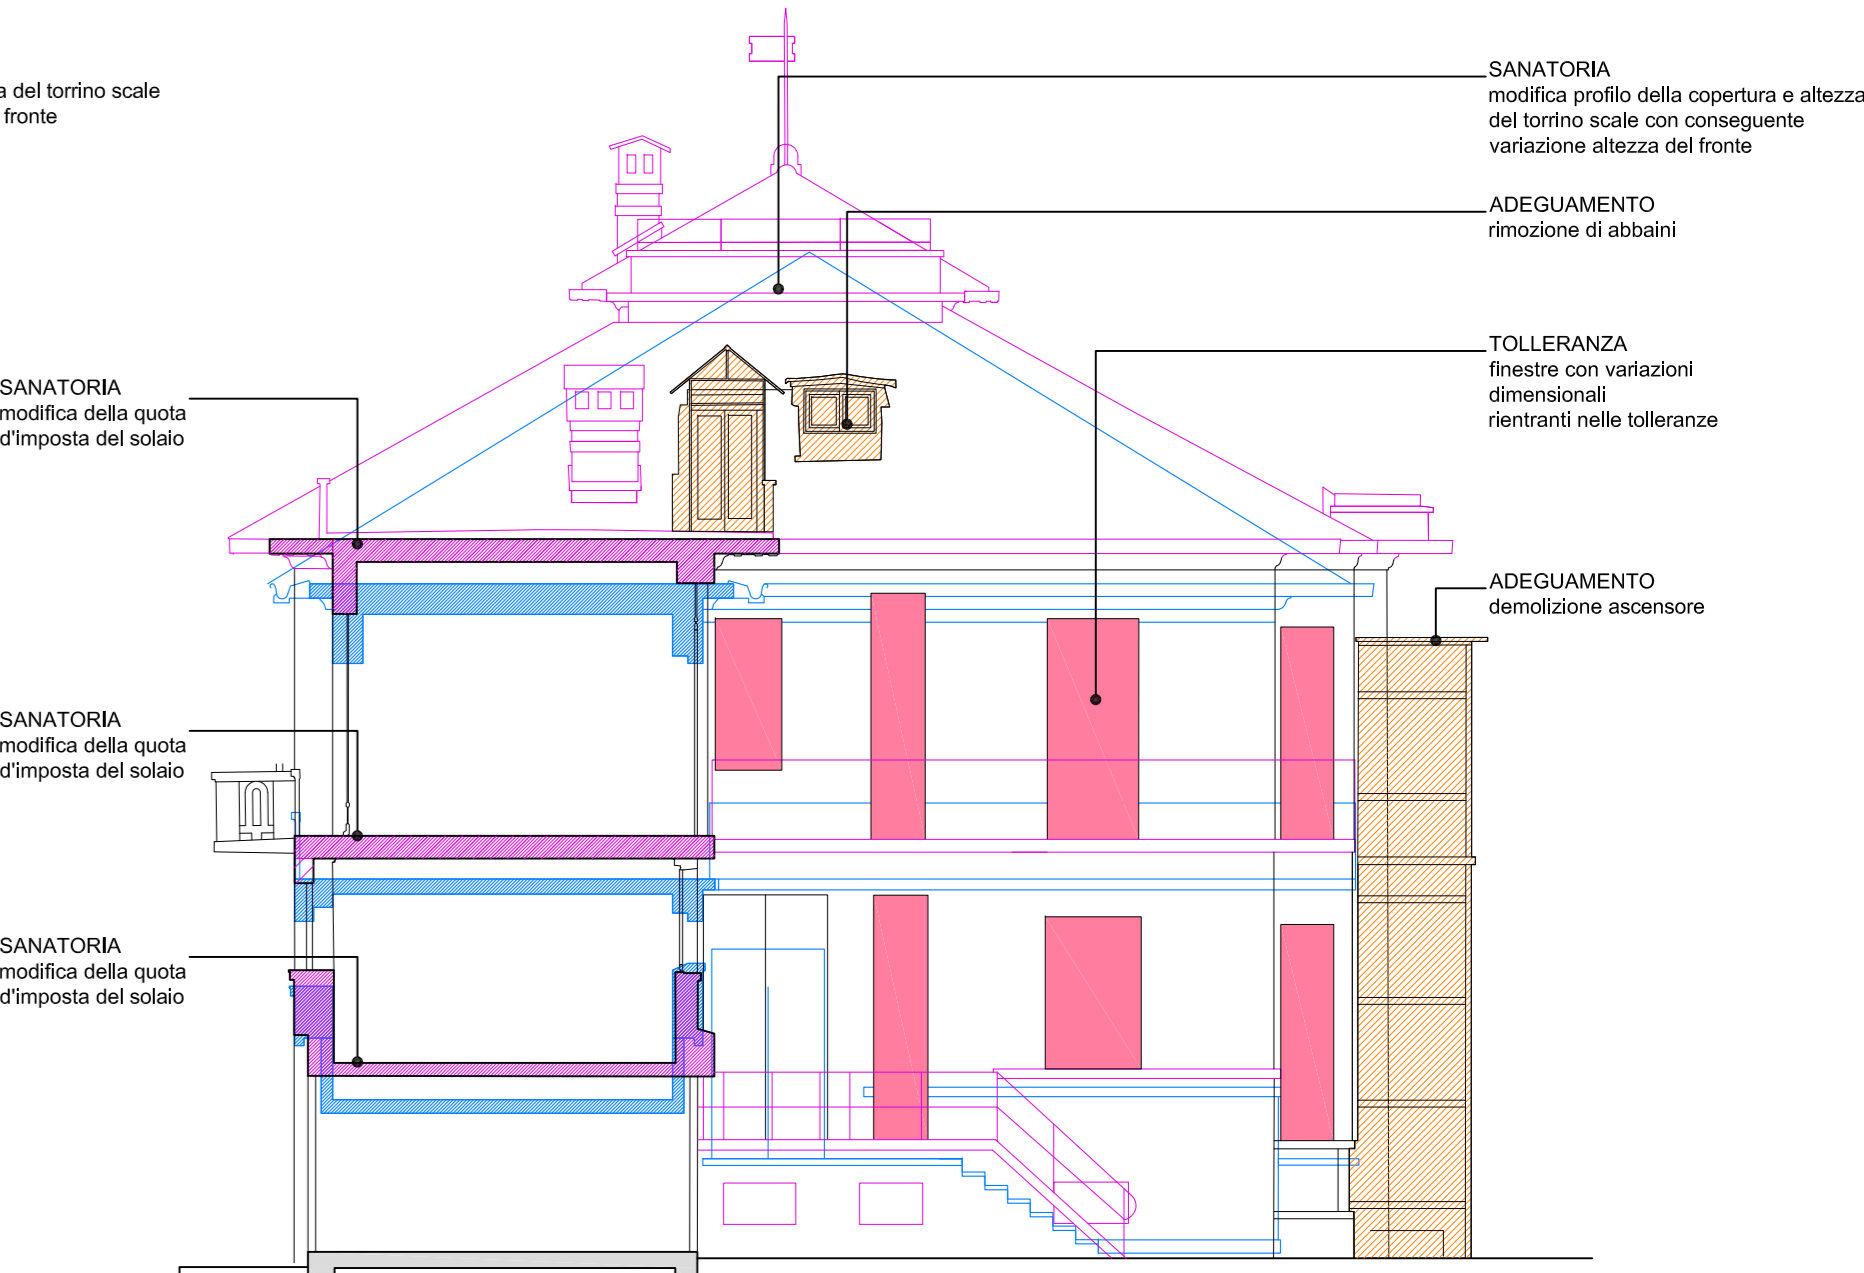 a del torrino scale
fronte
SANATORIA
modifica profilo della copertura e altezza
del torrino scale con conseguente
variazione altezza del fronte
ADEGUAMENTO
rimozione di abbaini
TOLLERANZA
finestre con variazioni
dimensionali
rientranti nelle tolleranze
SANATORIA
modifica della quota
d'imposta del solaio
ADEGUAMENTO
demolizione ascensore
SANATORIA
modifica della quota
d'imposta del solaio
SANATORIA
modifica della quota
d'imposta del solaio